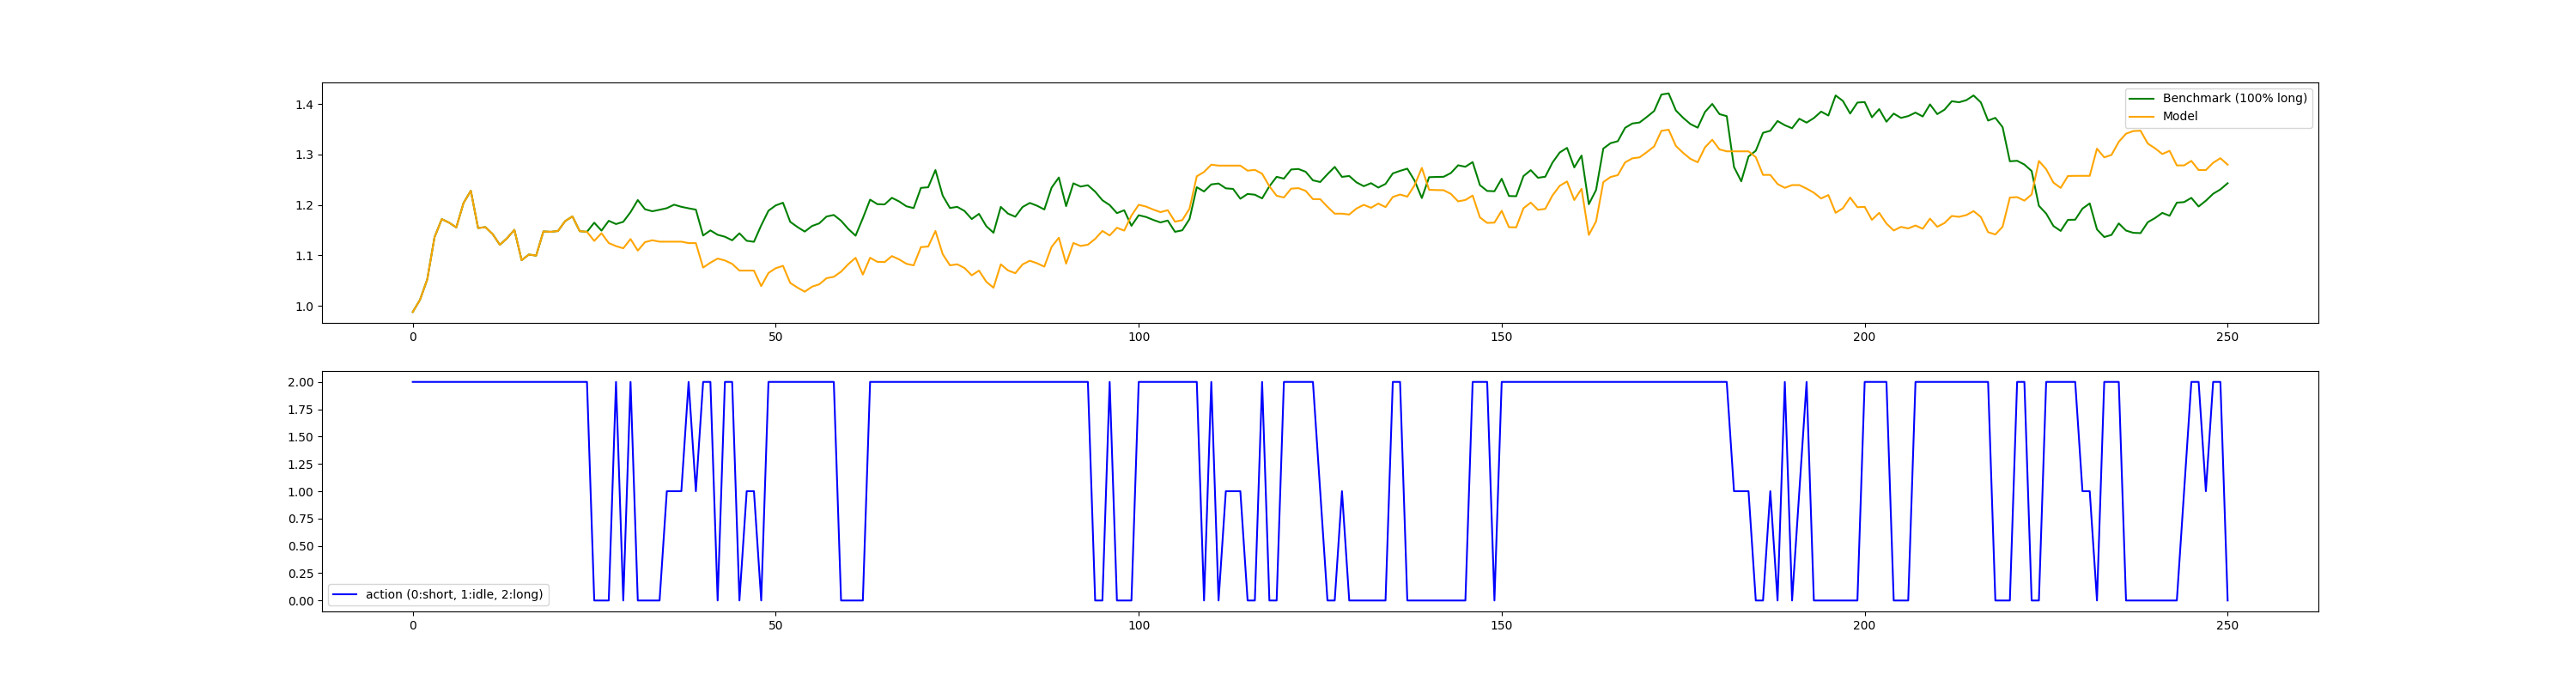 1.4
1.3
1.2
1.1
1.0
Benchmark (100% long)
Model
0 50 100 150 200 250
2.00
1.75
1.50
1.25
1.00
0.75
0.50
0.25
0.00
action (0:short, 1:idle, 2:long)
0 50 100 150 200 250